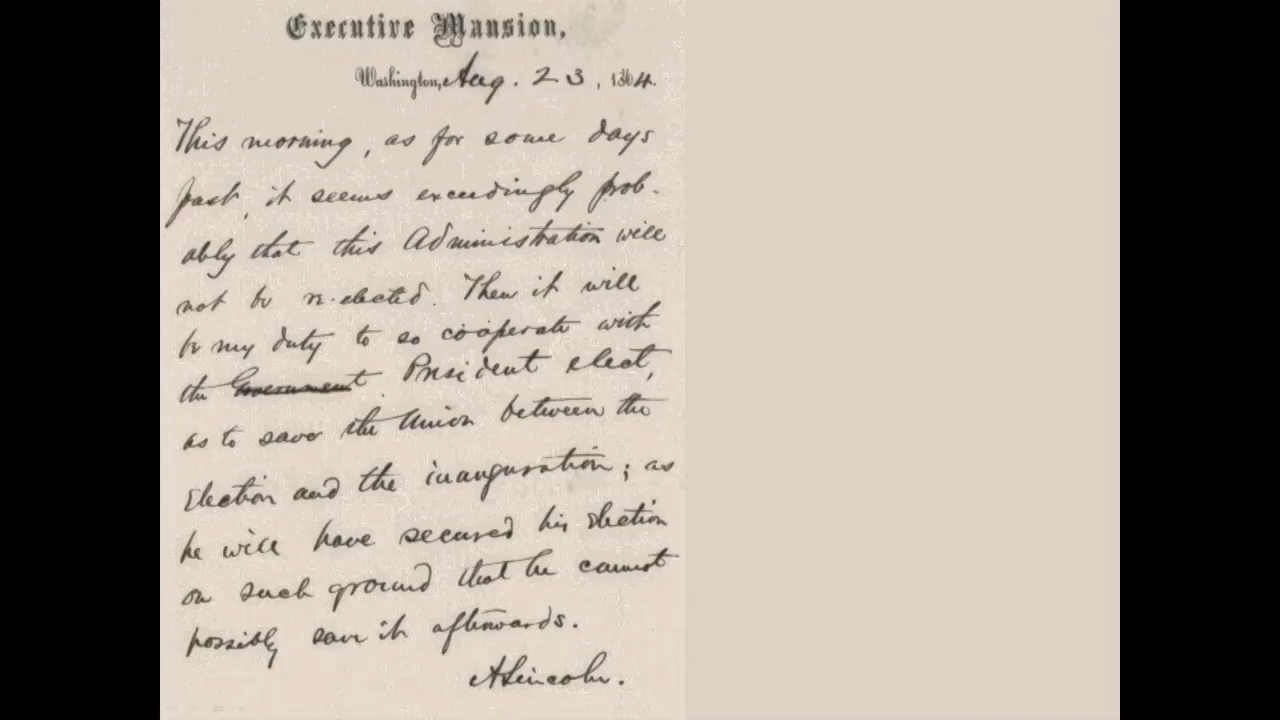 Executive Mansion,
Washington, Aug. 23, 1864.
This morning, as for some days
past, it seems exceedingly prob-
ably that this Administration will
not be re-elected. Then it will
be my duty to so coöperate with
the Government President elect,
as to save the Union between the
election and the inauguration; as
he will have secured his election
on such ground that he cannot
possibly save it afterwards.
A Lincoln.